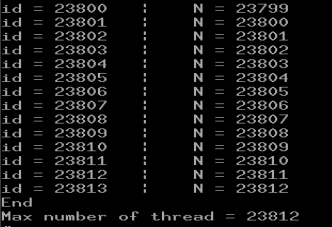 id = 23800 ¦ N = 23799
id = 23801 ¦ N = 23800
id = 23802 ¦ N = 23801
id = 23803 ¦ N = 23802
id = 23804 ¦ N = 23803
id = 23805 ¦ N = 23804
id = 23806 ¦ N = 23805
id = 23807 ¦ N = 23806
id = 23808 ¦ N = 23807
id = 23809 ¦ N = 23808
id = 23810 ¦ N = 23809
id = 23811 ¦ N = 23810
id = 23812 ¦ N = 23811
id = 23813 ¦ N = 23812
End
Max number of thread = 23812